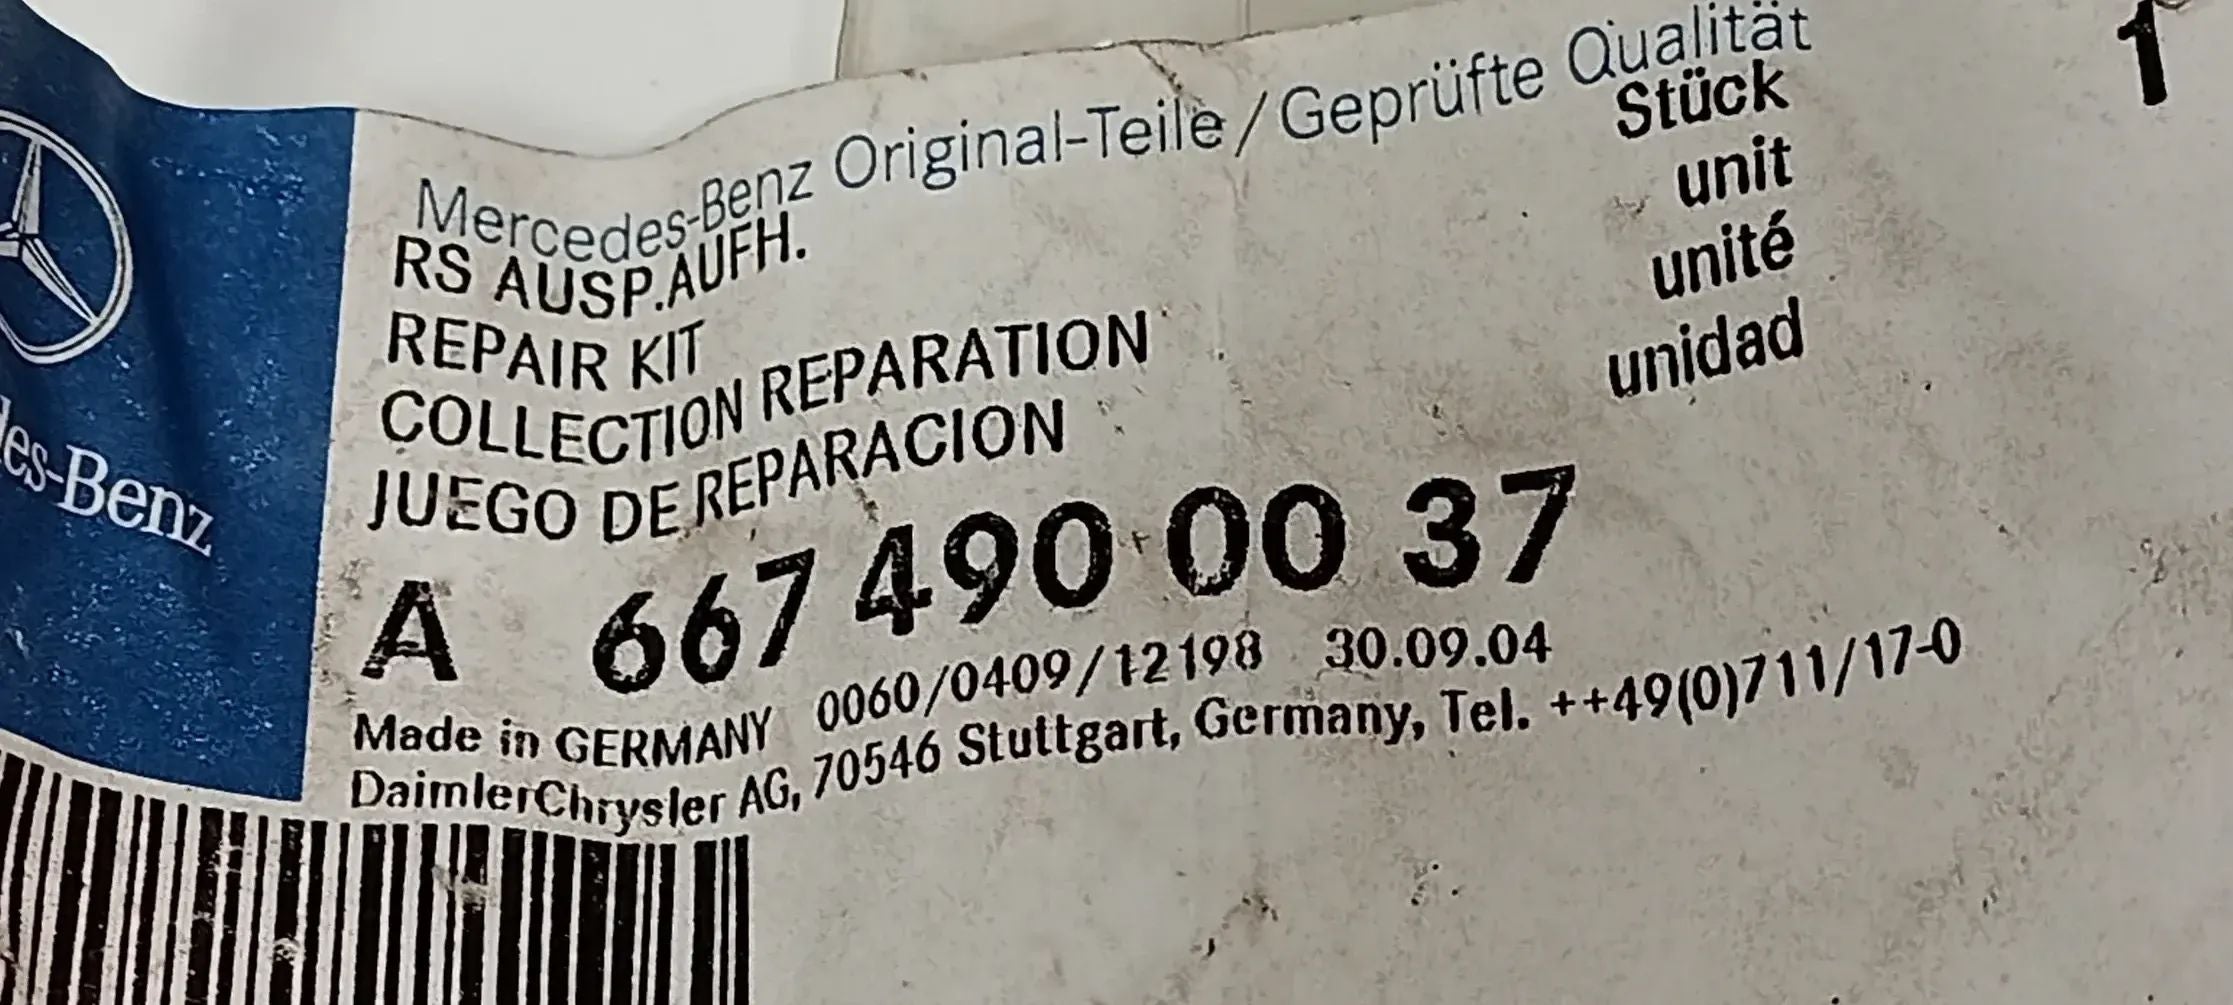 Mercedes-Benz Original-Teile / Geprüfte Qualität
RS AUSP.AUFH.
REPAIR KIT
COLLECTION REPARATION
JUEGO DE REPARACION
Stück 1
unit
unité
unidad
A 667 490 00 37
Made in GERMANY 0060/0409/12198 30.09.04
DaimlerChrysler AG, 70546 Stuttgart, Germany, Tel. ++49(0)711/17-0
des-Benz